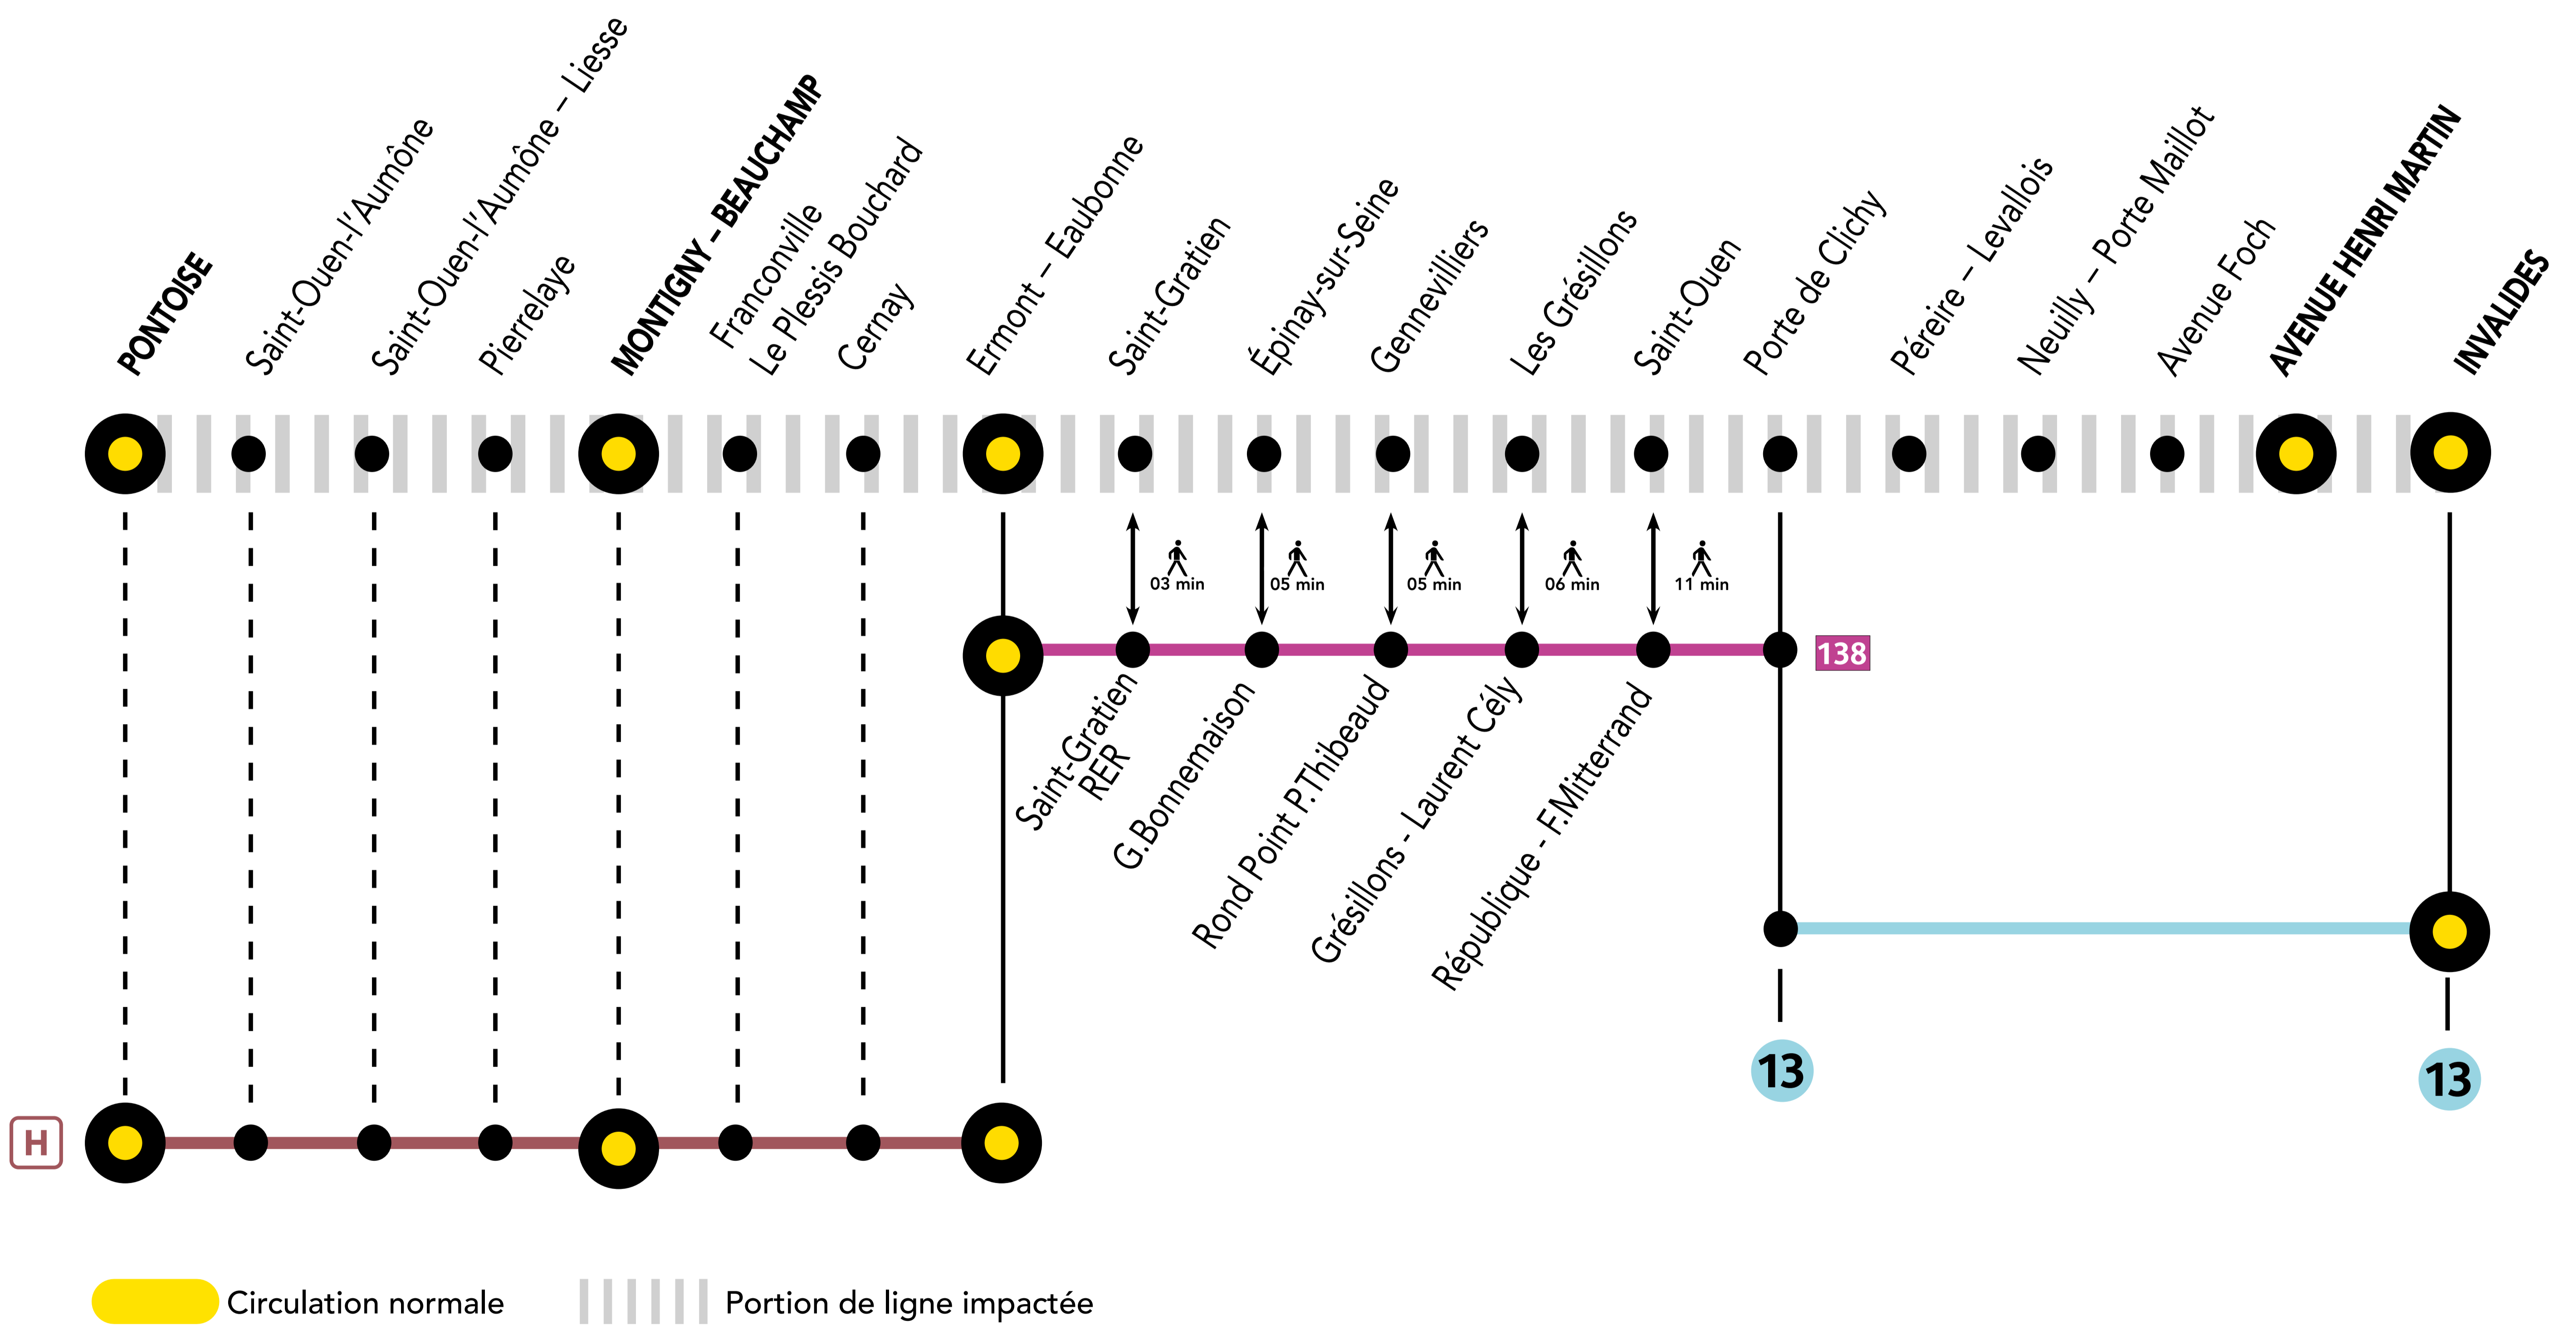 PONTOISE
Saint-Ouen-l'Aumône
Saint-Ouen-l'Aumône – Liesse
Pierrelaye
MONTIGNY – BEAUCHAMP
Franconville
Le Plessis Bouchard
Cernay
Ermont – Eaubonne
Saint-Gratien
Épinay-sur-Seine
Gennevilliers
Les Grésillons
Saint-Ouen
Porte de Clichy
Péreire – Levallois
Neuilly – Porte Maillot
Avenue Foch
AVENUE HENRI MARTIN
INVALIDES
03 min
05 min
05 min
06 min
11 min
138
Saint-Gratien
RER
G.Bonnemaison
Rond Point P.Thibeaud
Grésillons - Laurent Cély
République - F.Mitterrand
13
13
H
Circulation normale
Portion de ligne impactée